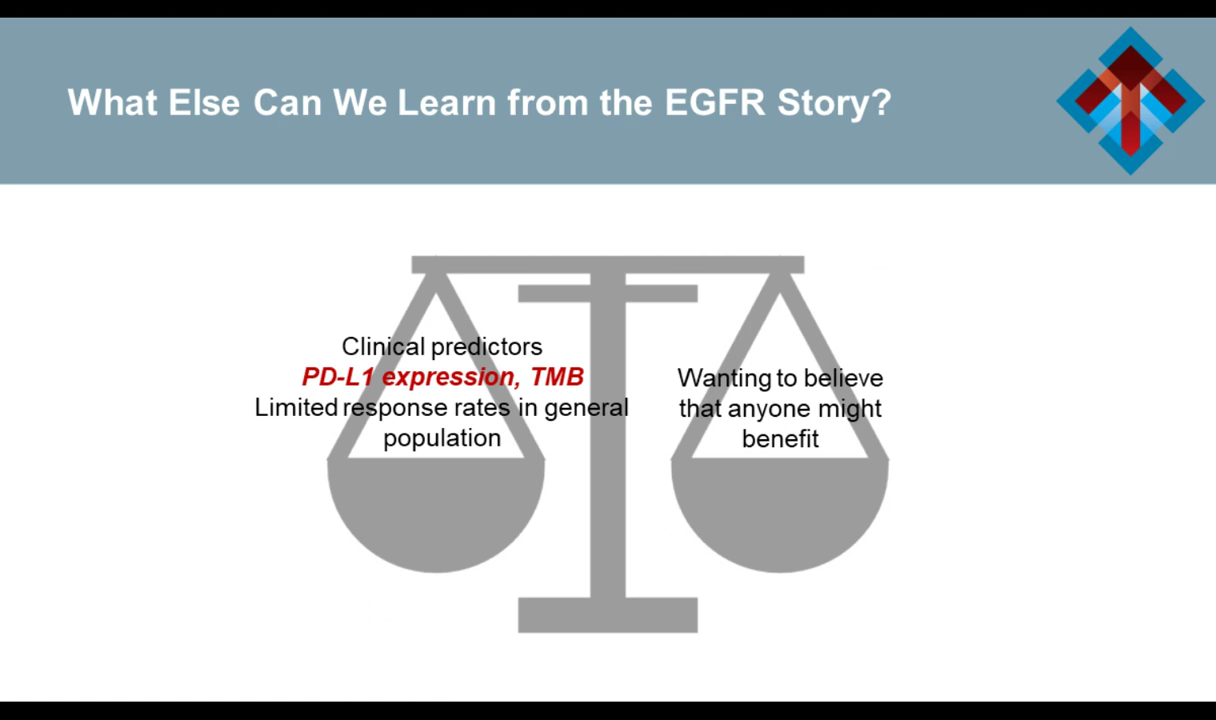 What Else Can We Learn from the EGFR Story?
Clinical predictors
PD-L1 expression, TMB
Limited response rates in general
population
Wanting to believe
that anyone might
benefit